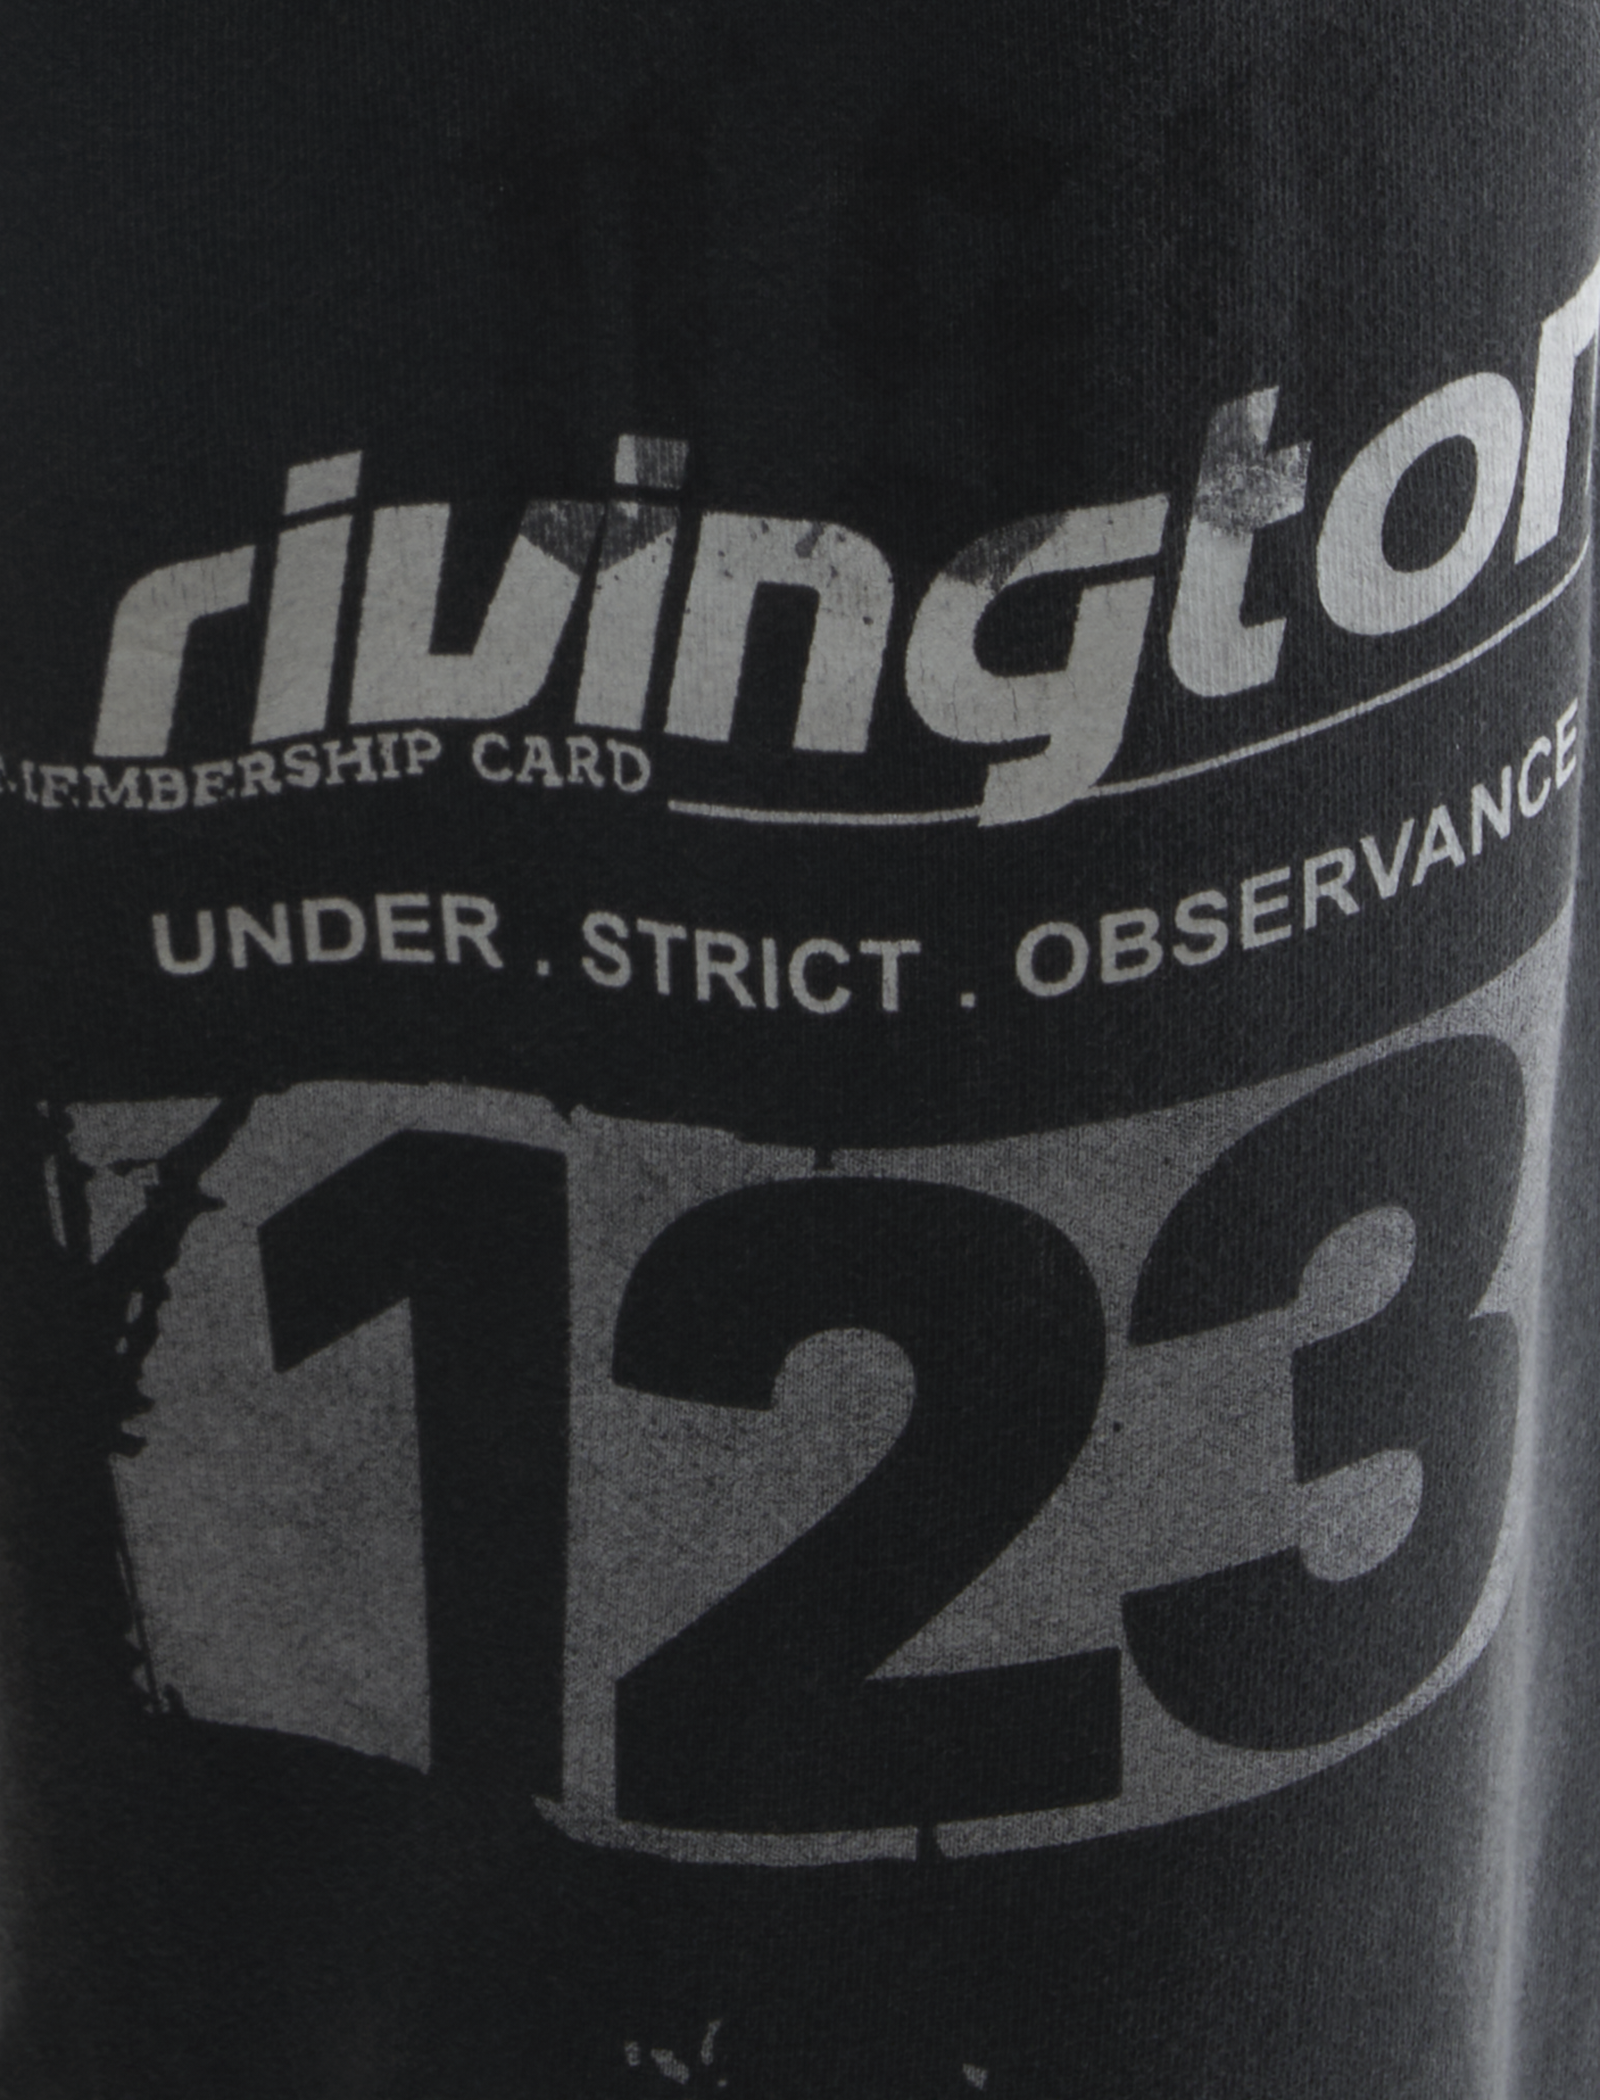 rivington
MEMBERSHIP CARD
UNDER . STRICT . OBSERVANCE
123